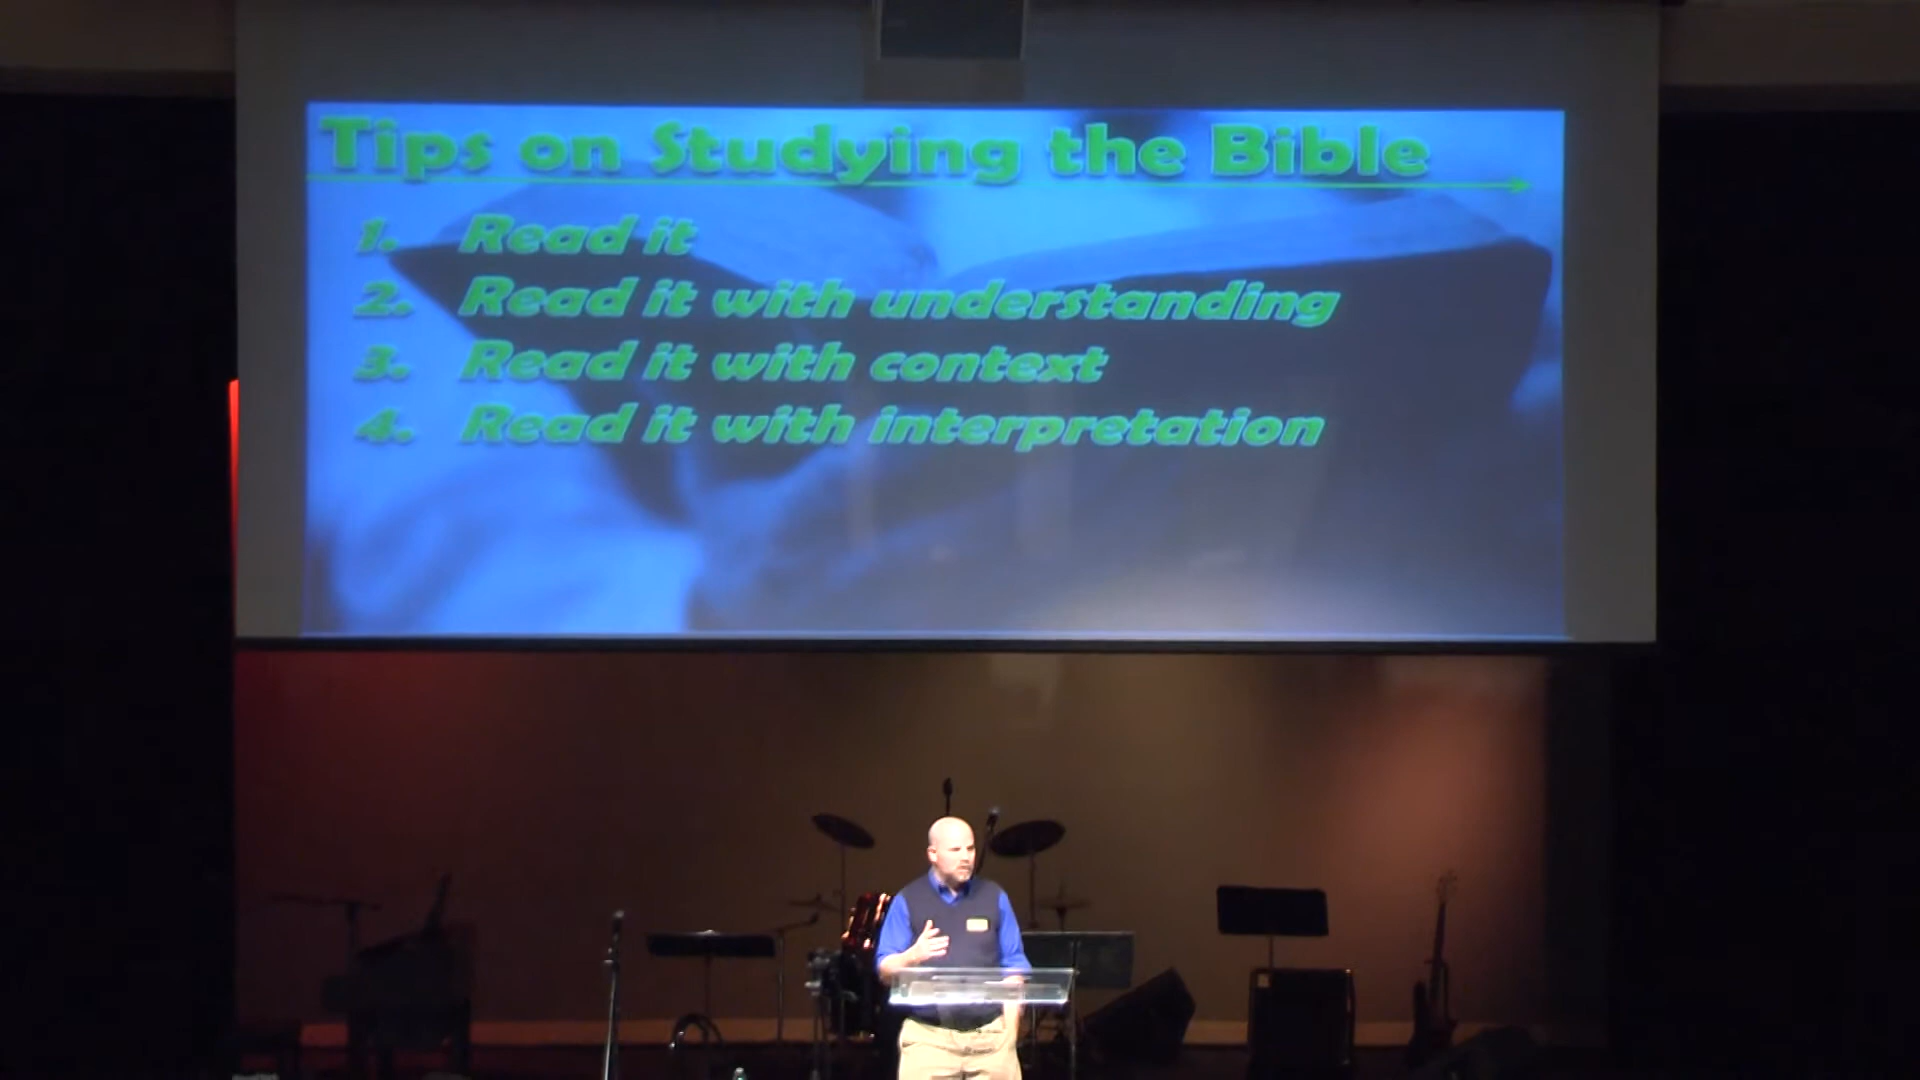 Tips on Studying the Bible
1. Read it
2. Read it with understanding
3. Read it with context
4. Read it with interpretation